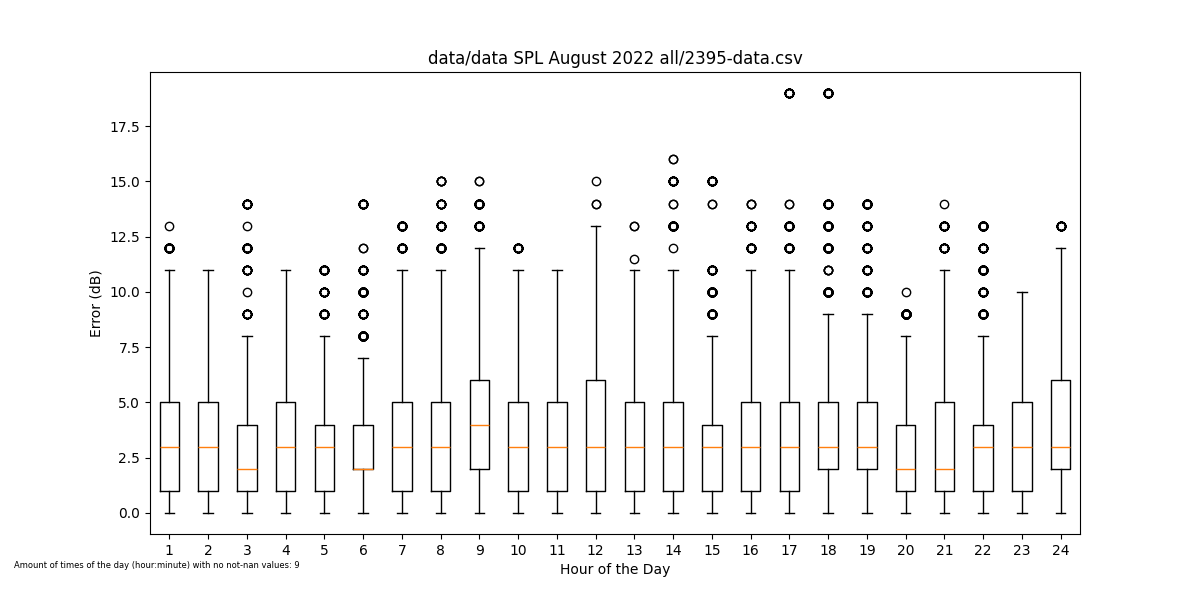 data/data SPL August 2022 all/2395-data.csv
17.5
15.0
12.5
10.0
7.5
5.0
2.5
0.0
Error (dB)
1 2 3 4 5 6 7 8 9 10 11 12 13 14 15 16 17 18 19 20 21 22 23 24
Hour of the Day
Amount of times of the day (hour:minute) with no not-nan values: 9